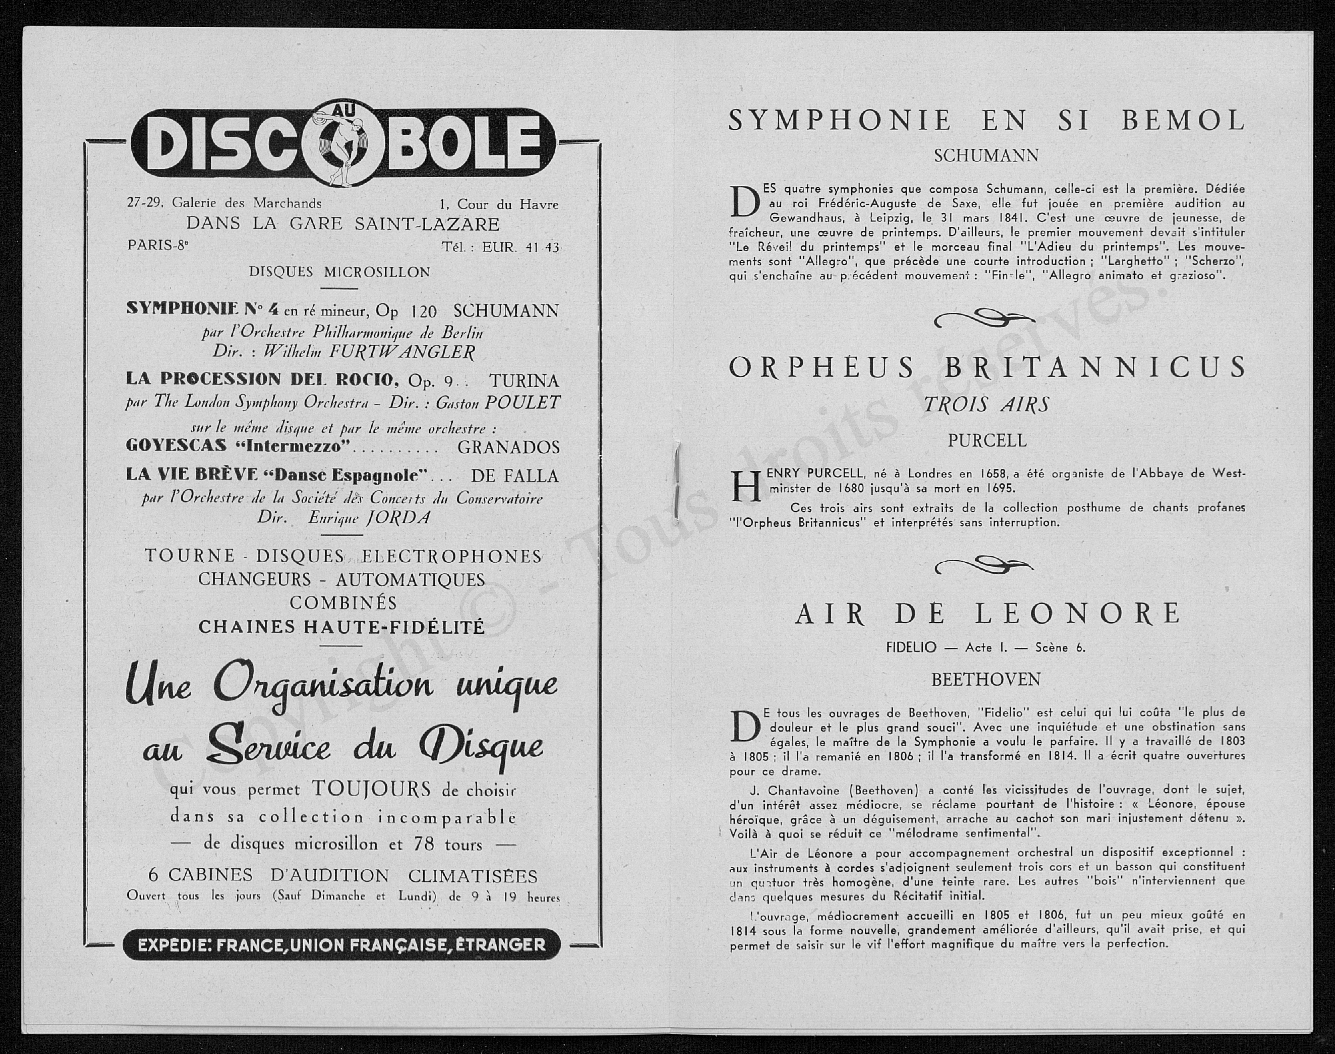 AU
DISCOBOLE
27-29, Galerie des Marchands 1, Cour du Havre
DANS LA GARE SAINT-LAZARE
PARIS-8e Tél. : EUR. 41 43
DISQUES MICROSILLON
SYMPHONIE N° 4 en ré mineur, Op 120 SCHUMANN
par l'Orchestre Philharmonique de Berlin
Dir. : Wilhelm FURTWANGLER
LA PROCESSION DEL ROCIO, Op. 9.. TURINA
par The London Symphony Orchestra - Dir. : Gaston POULET
sur le même disque et par le même orchestre :
GOYESCAS "Intermezzo".......... GRANADOS
LA VIE BRÈVE "Danse Espagnole"... DE FALLA
par l'Orchestre de la Société des Concerts du Conservatoire
Dir. Enrique JORDA
TOURNE - DISQUES ELECTROPHONES
CHANGEURS - AUTOMATIQUES
COMBINÉS
CHAINES HAUTE-FIDÉLITÉ
Une Organisation unique
au Service du Disque
qui vous permet TOUJOURS de choisir
dans sa collection incomparable
— de disques microsillon et 78 tours —
6 CABINES D'AUDITION CLIMATISÉES
Ouvert tous les jours (Sauf Dimanche et Lundi) de 9 à 19 heures
EXPÉDIE: FRANCE, UNION FRANÇAISE, ÉTRANGER
SYMPHONIE EN SI BEMOL
SCHUMANN
DES quatre symphonies que composa Schumann, celle-ci est la première. Dédiée
au roi Frédéric-Auguste de Saxe, elle fut jouée en première audition au
Gewandhaus, à Leipzig, le 31 mars 1841. C'est une œuvre de jeunesse, de
fraîcheur, une œuvre de printemps. D'ailleurs, le premier mouvement devait s'intituler
"Le Réveil du printemps" et le morceau final "L'Adieu du printemps". Les mouve-
ments sont "Allegro", que précède une courte introduction ; "Larghetto" ; "Scherzo",
qui s'enchaîne au précédent mouvement : "Finale", "Allegro animato et grazioso".
ORPHEUS BRITANNICUS
TROIS AIRS
PURCELL
HENRY PURCELL, né à Londres en 1658, a été organiste de l'Abbaye de West-
minster de 1680 jusqu'à sa mort en 1695.
Ces trois airs sont extraits de la collection posthume de chants profanes
"l'Orpheus Britannicus" et interprétés sans interruption.
AIR DE LEONORE
FIDELIO — Acte I. — Scène 6.
BEETHOVEN
DE tous les ouvrages de Beethoven, "Fidelio" est celui qui lui coûta "le plus de
douleur et le plus grand souci". Avec une inquiétude et une obstination sans
égales, le maître de la Symphonie a voulu le parfaire. Il y a travaillé de 1803
à 1805 ; il l'a remanié en 1806 ; il l'a transformé en 1814. Il a écrit quatre ouvertures
pour ce drame.
J. Chantavoine (Beethoven) a conté les vicissitudes de l'ouvrage, dont le sujet,
d'un intérêt assez médiocre, se réclame pourtant de l'histoire : « Léonore, épouse
héroïque, grâce à un déguisement, arrache au cachot son mari injustement détenu ».
Voilà à quoi se réduit ce "mélodrame sentimental".
L'Air de Léonore a pour accompagnement orchestral un dispositif exceptionnel :
aux instruments à cordes s'adjoignent seulement trois cors et un basson qui constituent
un quatuor très homogène, d'une teinte rare. Les autres "bois" n'interviennent que
dans quelques mesures du Récitatif initial.
L'ouvrage, médiocrement accueilli en 1805 et 1806, fut un peu mieux goûté en
1814 sous la forme nouvelle, grandement améliorée d'ailleurs, qu'il avait prise, et qui
permet de saisir sur le vif l'effort magnifique du maître vers la perfection.
Copyright © - Tous droits réservés.